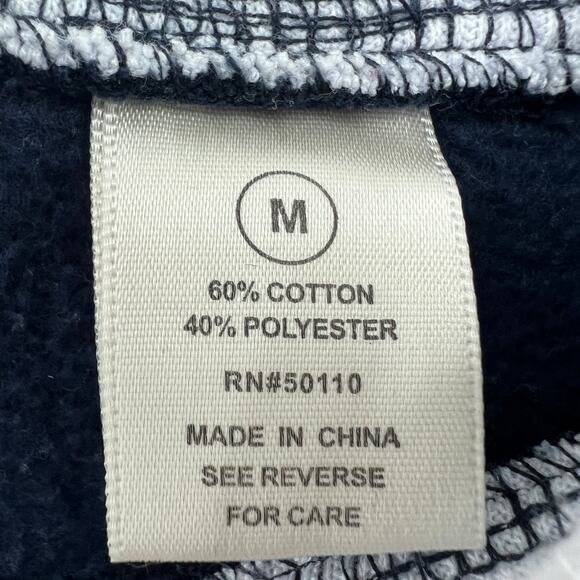 M
60% COTTON
40% POLYESTER
RN#50110
MADE IN CHINA
SEE REVERSE
FOR CARE